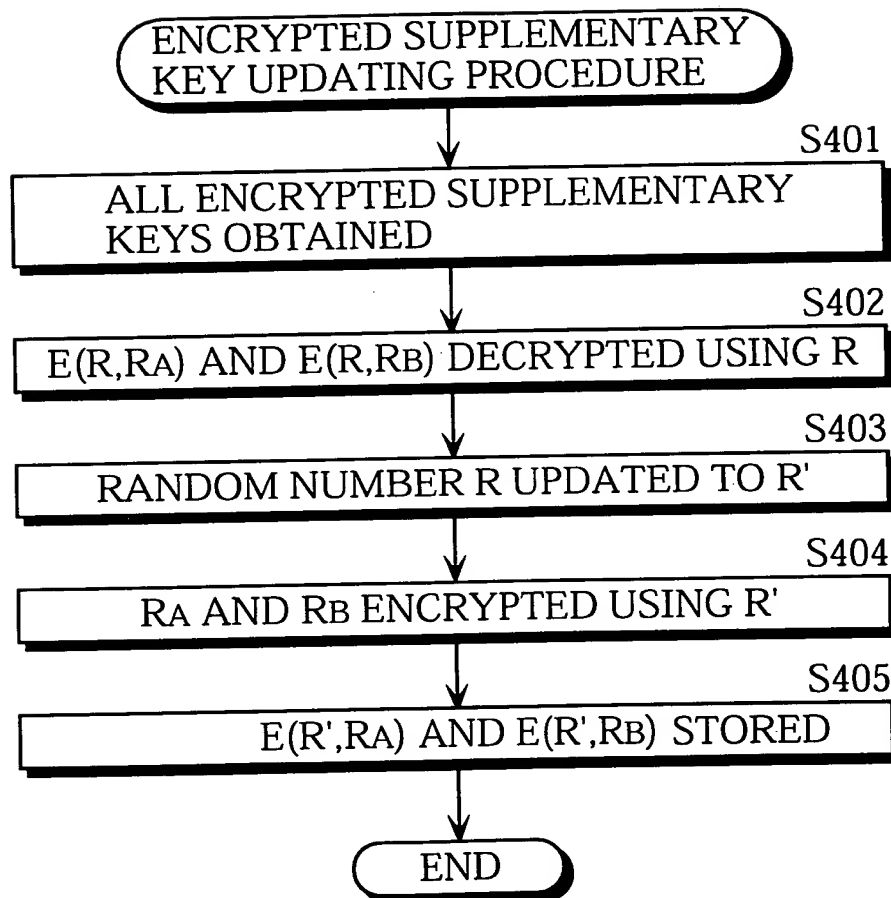 ENCRYPTED SUPPLEMENTARY
KEY UPDATING PROCEDURE
S401
ALL ENCRYPTED SUPPLEMENTARY
KEYS OBTAINED
S402
E(R,RA) AND E(R,RB) DECRYPTED USING R
S403
RANDOM NUMBER R UPDATED TO R'
S404
RA AND RB ENCRYPTED USING R'
S405
E(R',RA) AND E(R',RB) STORED
END